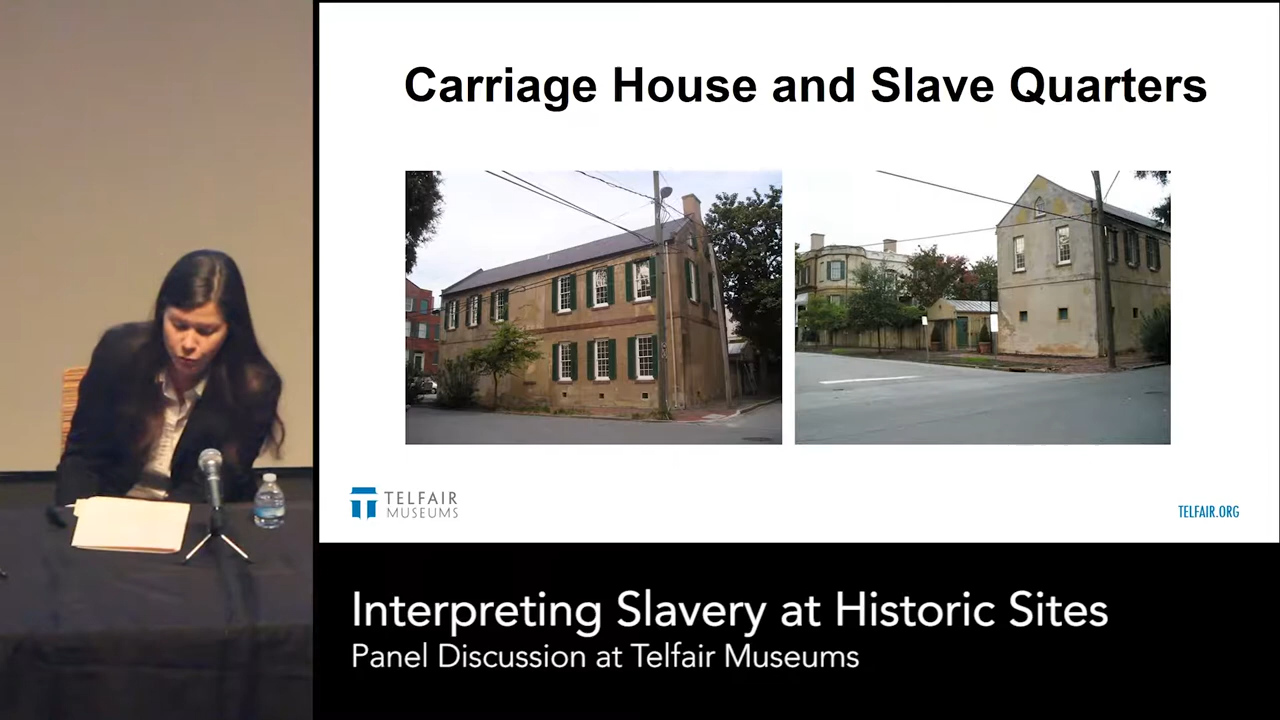 Carriage House and Slave Quarters
TELFAIR
MUSEUMS
TELFAIR.ORG
Interpreting Slavery at Historic Sites
Panel Discussion at Telfair Museums